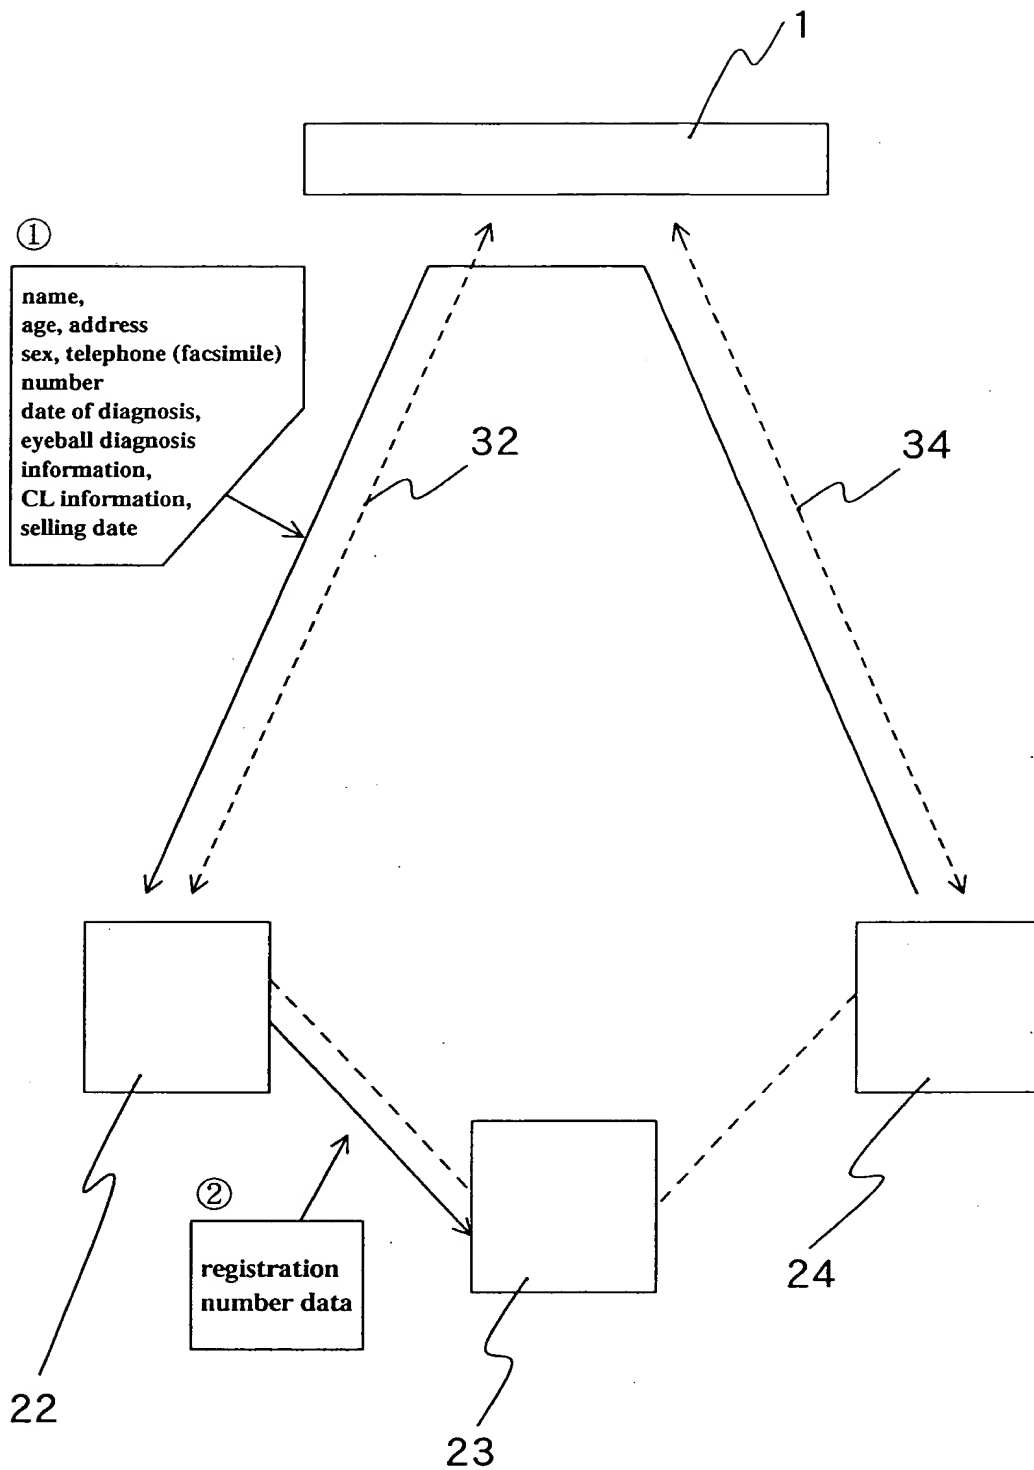 1
①
name,
age, address
sex, telephone (facsimile)
number
date of diagnosis,
eyeball diagnosis
information,
CL information,
selling date
32
34
②
registration
number data
24
22
23